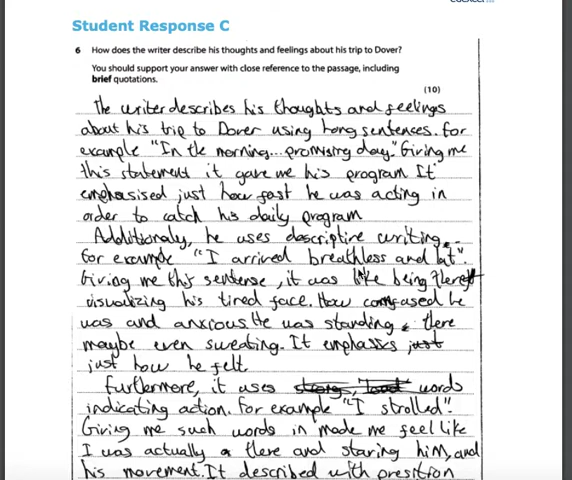 Student Response C
6 How does the writer describe his thoughts and feelings about his trip to Dover?
You should support your answer with close reference to the passage, including
brief quotations.
(10)
The writer describes his thoughts and feelings
about his trip to Dover using long sentences. for
example "In the morning...promising day." Giving me
this statement it gave me his program It
emphasised just how fast he was acting in
order to catch his daily program
Additionaly, he uses descriptive writing
for example "I arrived breathless and
Giving me this sentence, it was like being there
visualizing his tired face. How comfused he
was and anxious. He was standing there
maybe even sweating. It emphasises just
just how he felt.
furthermore, it uses words
indicating action. for example "I strolled".
Giving me such words in made me feel like
I was actually a there and staring him, and
his movement. It described with presition